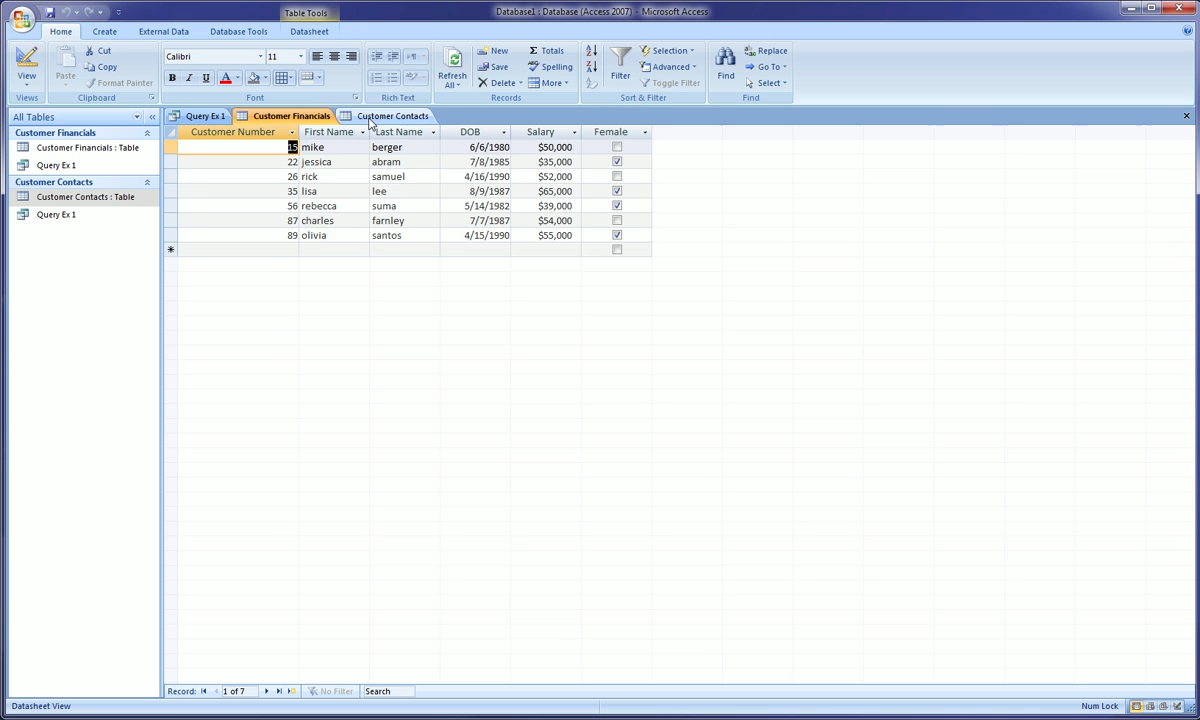 Table Tools
Database1 : Database (Access 2007) - Microsoft Access
Home Create External Data Database Tools Datasheet
View
Views
Paste
Cut
Copy
Format Painter
Clipboard
Calibri 11
B I U A
Font
Rich Text
Refresh
All
New
Save
Delete
Totals
Spelling
More
Records
Filter
Selection
Advanced
Toggle Filter
Sort & Filter
Find
Replace
Go To
Select
Find
All Tables
Customer Financials
Customer Financials : Table
Query Ex 1
Customer Contacts
Customer Contacts : Table
Query Ex 1
Query Ex 1 Customer Financials Customer Contacts
Customer Number First Name Last Name DOB Salary Female
15 mike berger 6/6/1980 $50,000
22 jessica abram 7/8/1985 $35,000
26 rick samuel 4/16/1990 $52,000
35 lisa lee 8/9/1987 $65,000
56 rebecca suma 5/14/1982 $39,000
87 charles farnley 7/7/1987 $54,000
89 olivia santos 4/15/1990 $55,000
Record: 1 of 7 No Filter Search
Datasheet View Num Lock